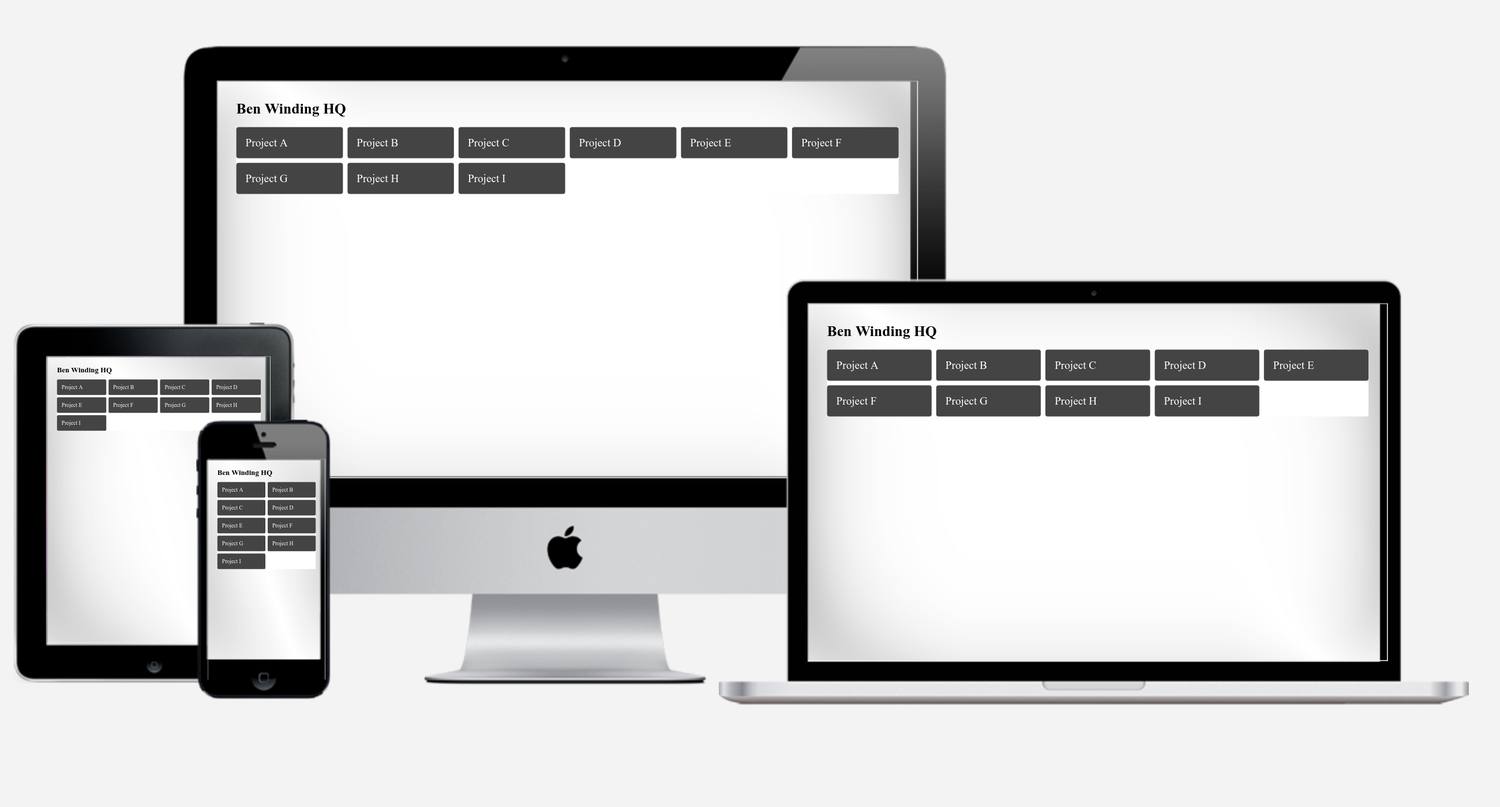 Ben Winding HQ
Project A Project B Project C Project D Project E Project F
Project G Project H Project I
Ben Winding HQ
Project A Project B Project C Project D
Project E Project F Project G Project H
Project I
Ben Winding HQ
Project A Project B
Project C Project D
Project E Project F
Project G Project H
Project I
Ben Winding HQ
Project A Project B Project C Project D Project E
Project F Project G Project H Project I